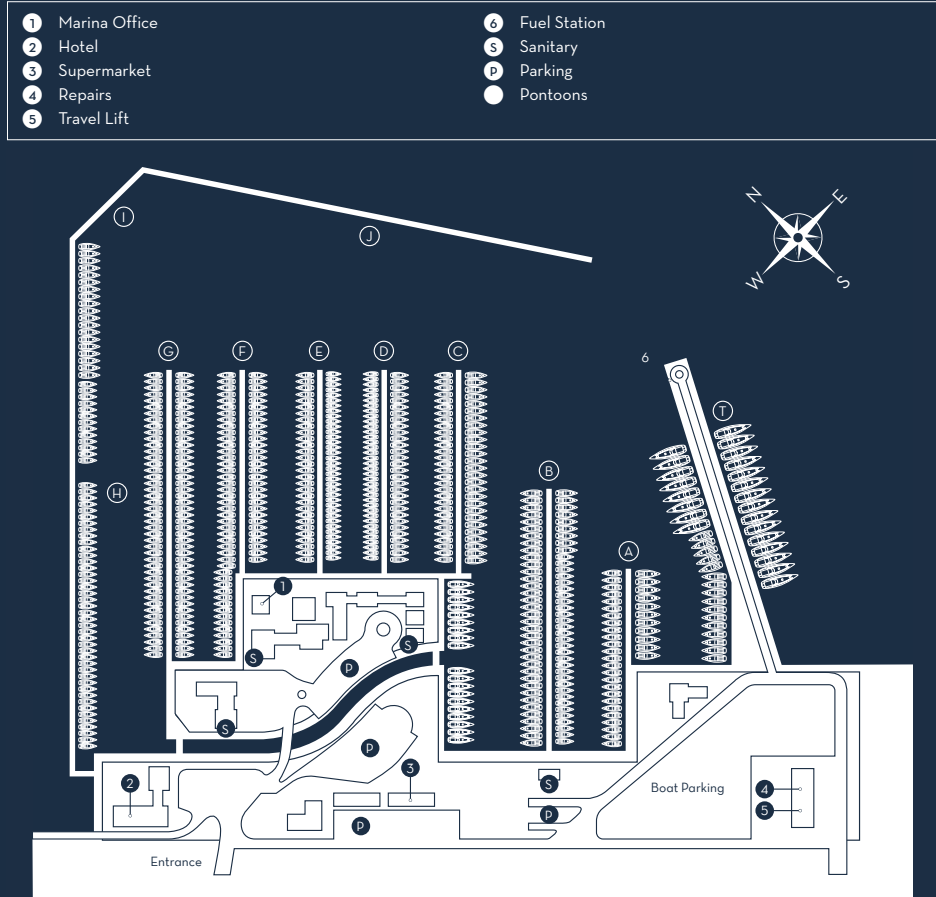 1 Marina Office
2 Hotel
3 Supermarket
4 Repairs
5 Travel Lift
6 Fuel Station
S Sanitary
P Parking
Pontoons
I
J
N E
W S
G F E D C
6
T
H
B
A
1
S
P
S
S
P
2
3
S
P
P
Boat Parking
4
5
Entrance